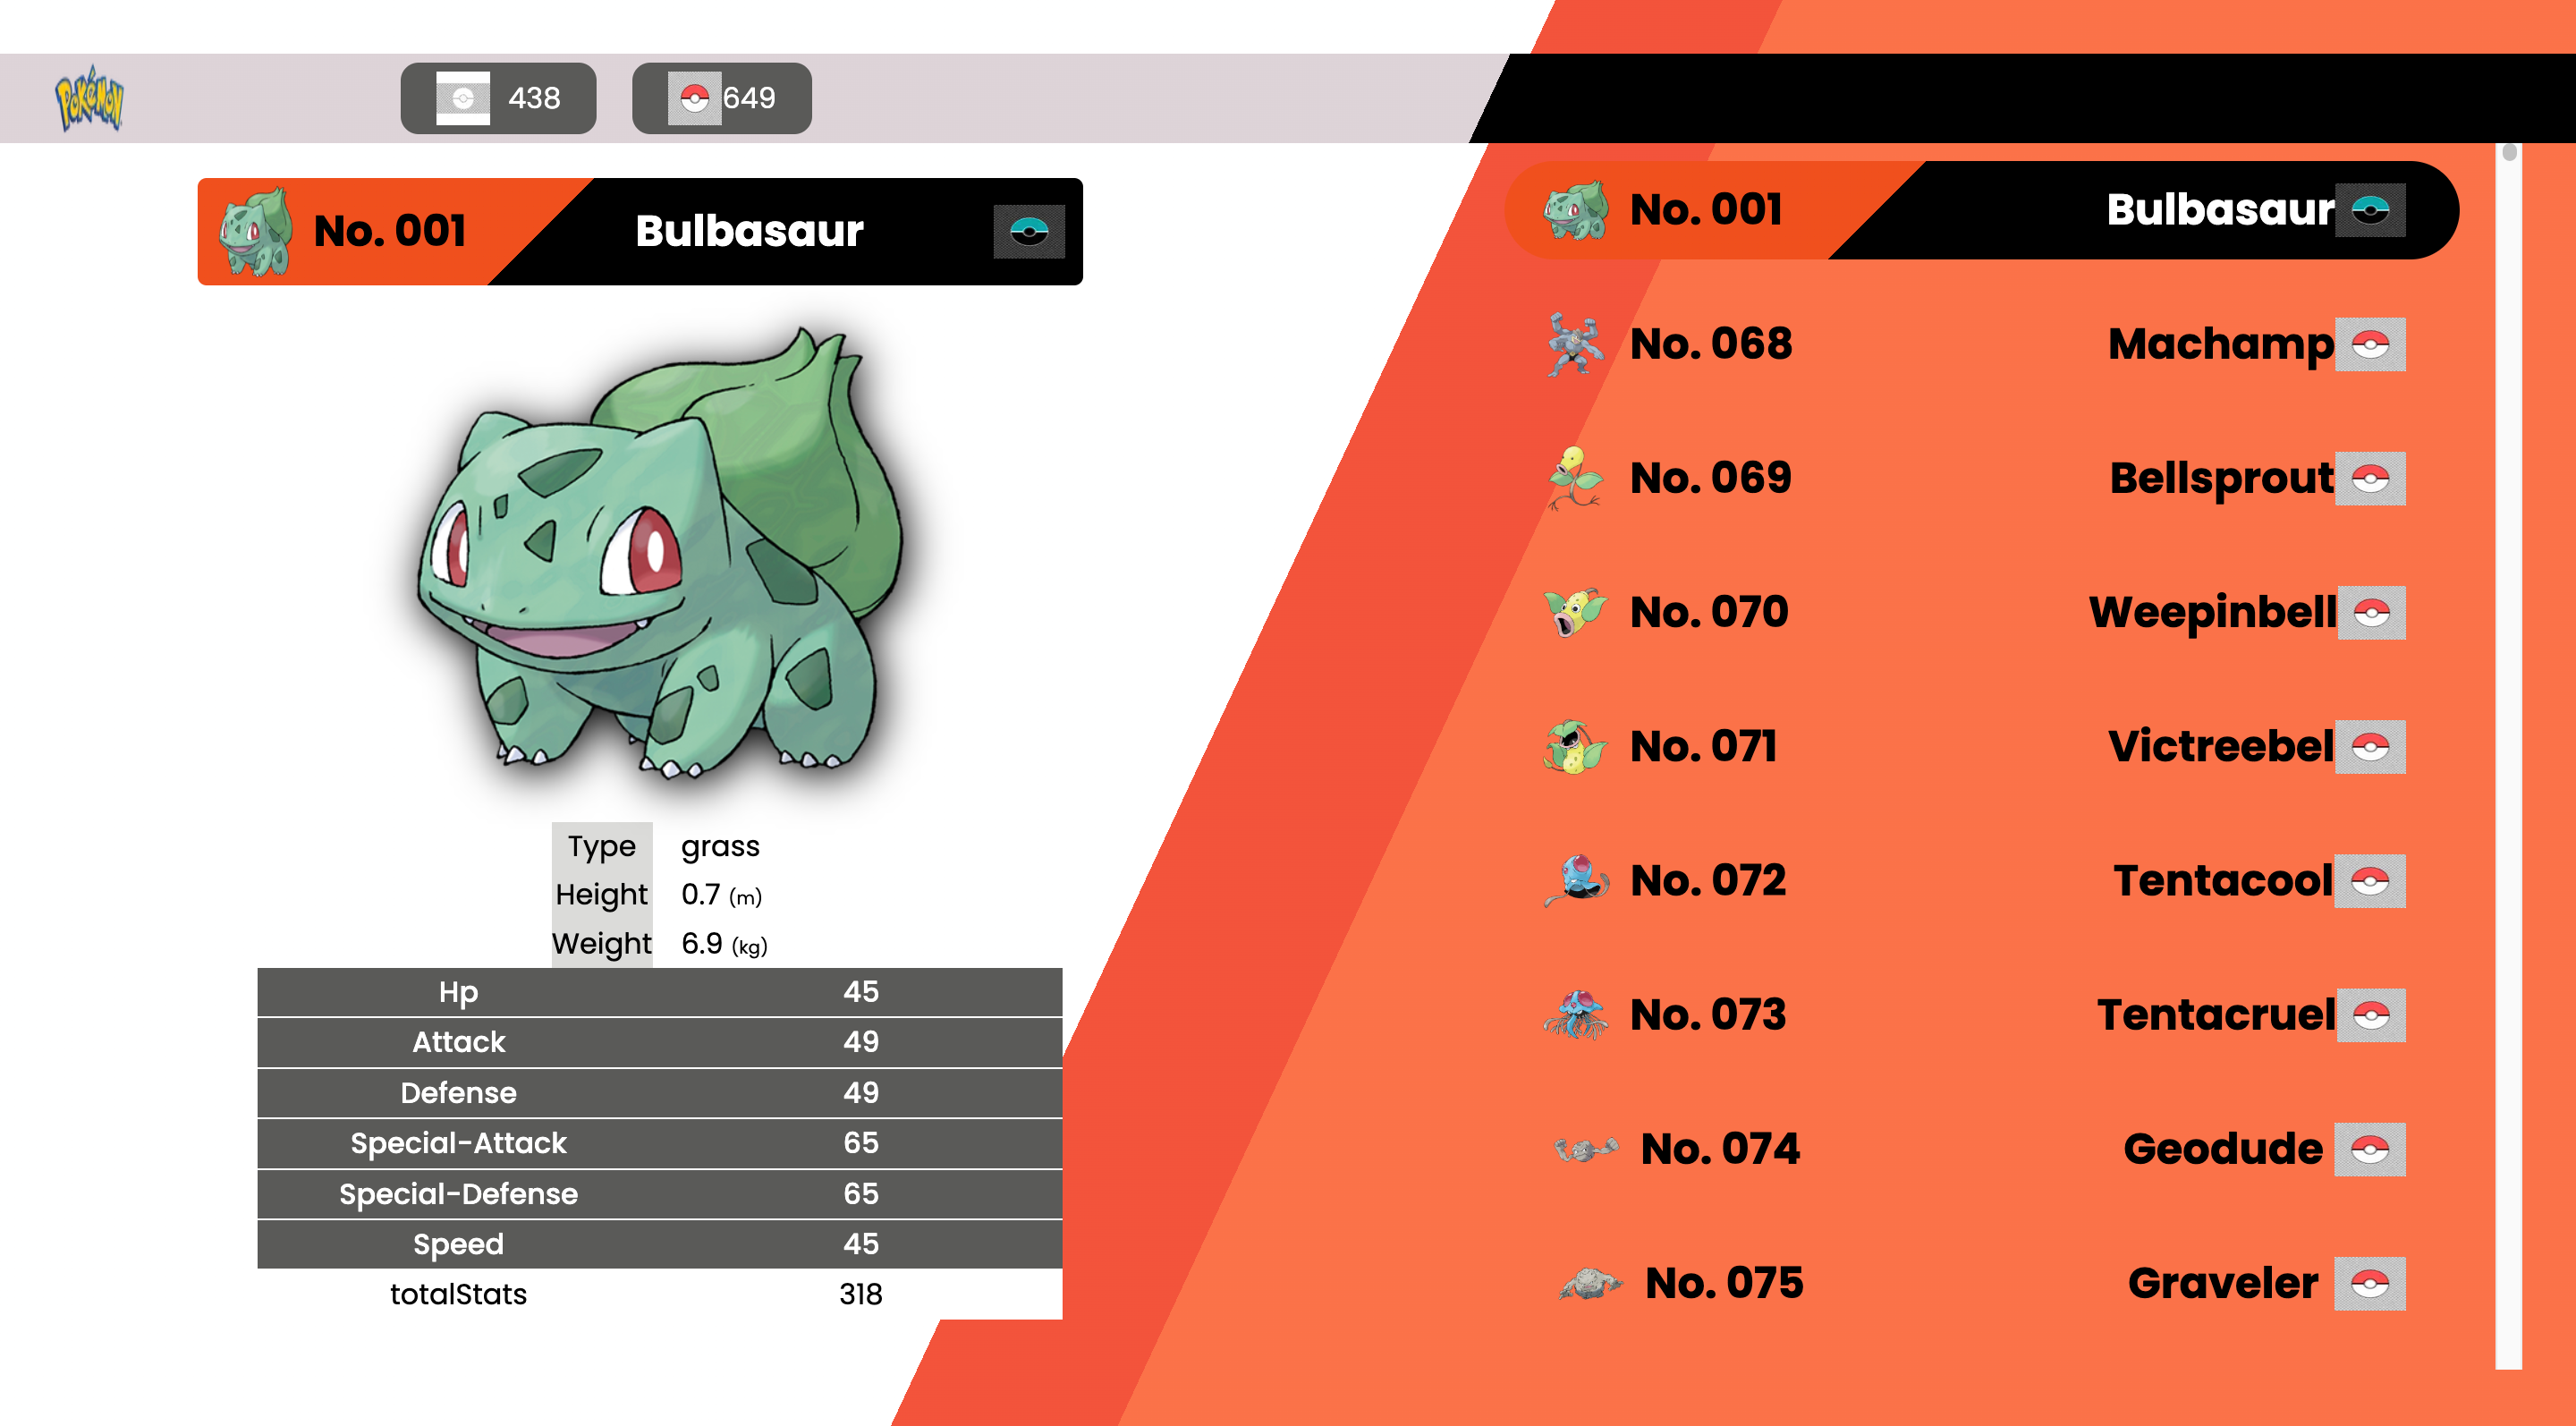 Pokémon
438
649
No. 001 Bulbasaur
Type grass
Height 0.7 (m)
Weight 6.9 (kg)
Hp 45
Attack 49
Defense 49
Special-Attack 65
Special-Defense 65
Speed 45
totalStats 318
No. 001 Bulbasaur
No. 068 Machamp
No. 069 Bellsprout
No. 070 Weepinbell
No. 071 Victreebel
No. 072 Tentacool
No. 073 Tentacruel
No. 074 Geodude
No. 075 Graveler